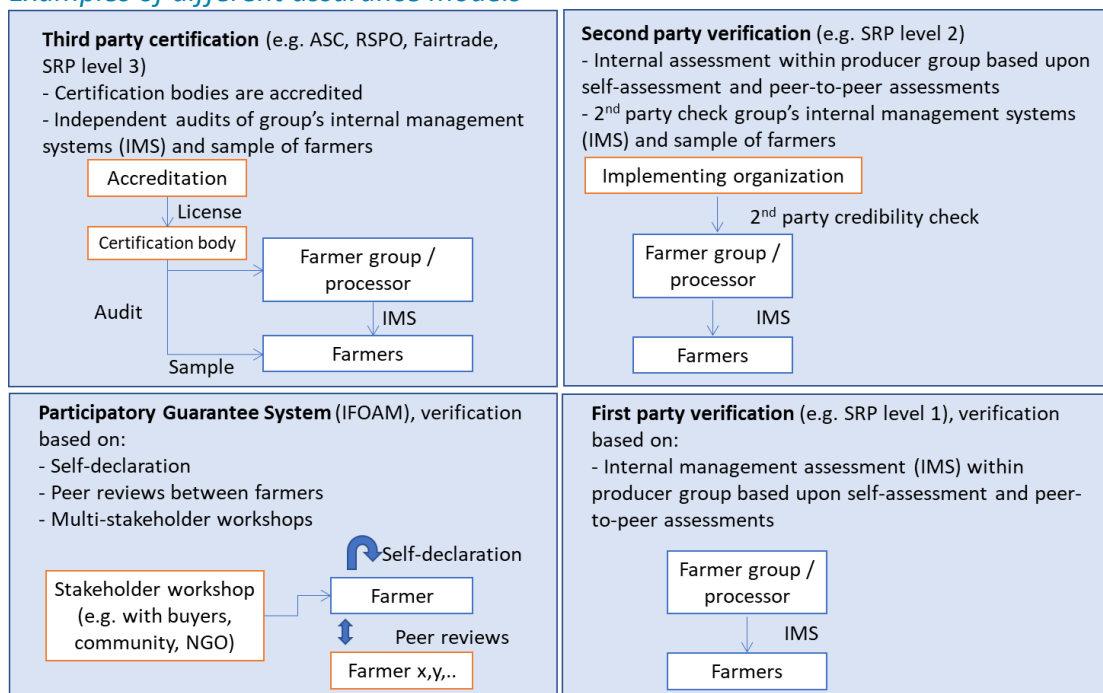 Examples of different assurance models
Third party certification (e.g. ASC, RSPO, Fairtrade,
SRP level 3)
- Certification bodies are accredited
- Independent audits of group's internal management
systems (IMS) and sample of farmers
Accreditation
License
Certification body
Farmer group /
processor
Audit
IMS
Farmers
Sample
Second party verification (e.g. SRP level 2)
- Internal assessment within producer group based upon
self-assessment and peer-to-peer assessments
- 2nd party check group's internal management systems
(IMS) and sample of farmers
Implementing organization
2nd party credibility check
Farmer group /
processor
IMS
Farmers
Participatory Guarantee System (IFOAM), verification
based on:
- Self-declaration
- Peer reviews between farmers
- Multi-stakeholder workshops
Self-declaration
Stakeholder workshop
(e.g. with buyers,
community, NGO)
Farmer
Peer reviews
Farmer x,y,..
First party verification (e.g. SRP level 1), verification
based on:
- Internal management assessment (IMS) within
producer group based upon self-assessment and peer-
to-peer assessments
Farmer group /
processor
IMS
Farmers